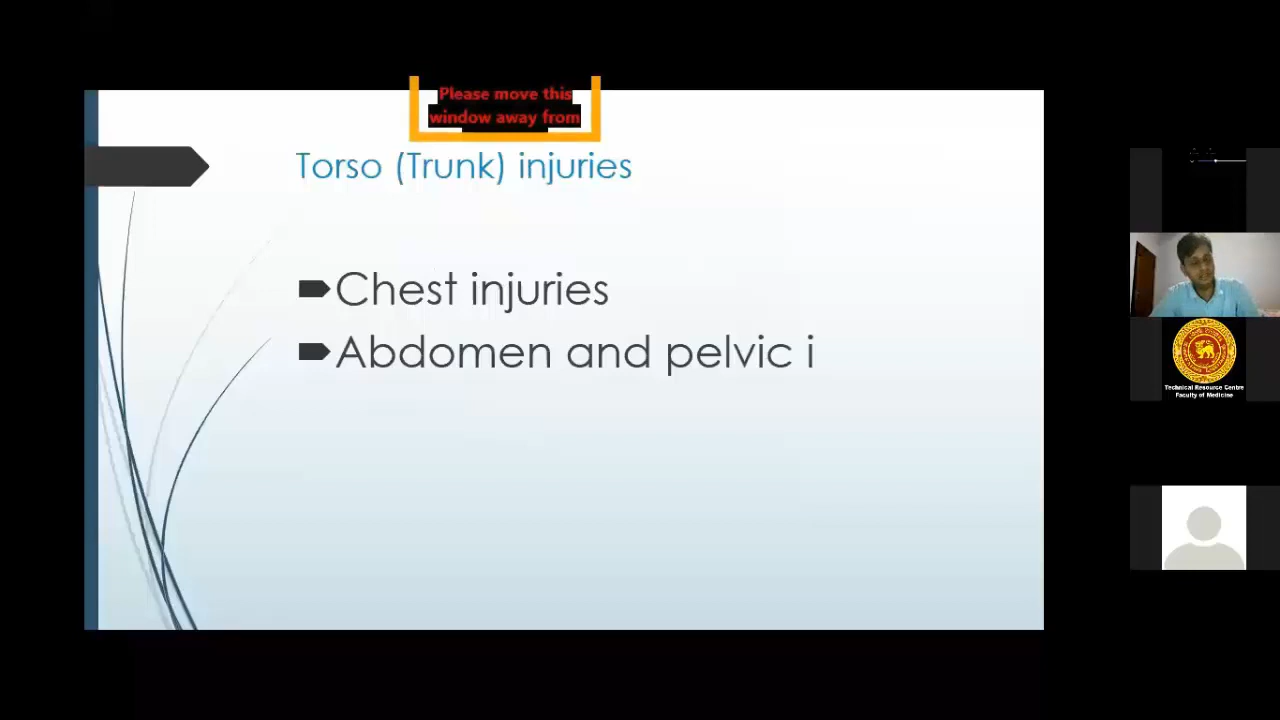 Please move this
window away from
Torso (Trunk) injuries
Chest injuries
Abdomen and pelvic i
Technical Resource Centre
Faculty of Medicine